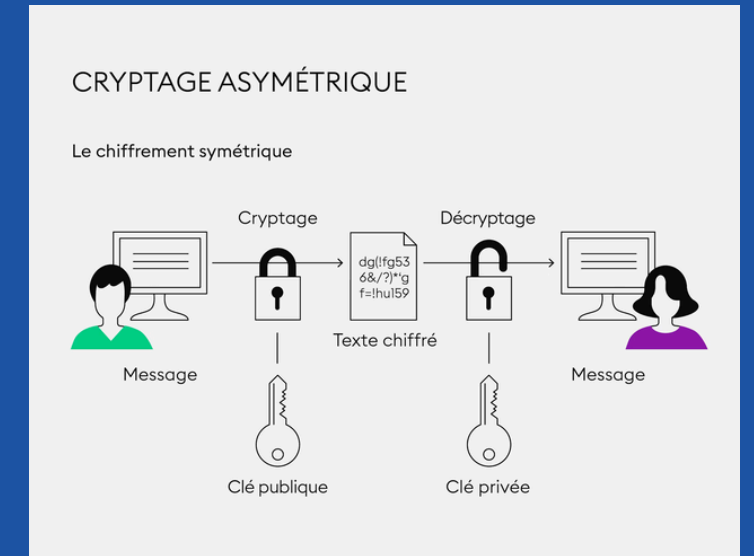 CRYPTAGE ASYMÉTRIQUE
Le chiffrement symétrique
Cryptage
Décryptage
dg(!fg53
6&/?)*'g
f=!hu159
Texte chiffré
Message
Message
Clé publique
Clé privée